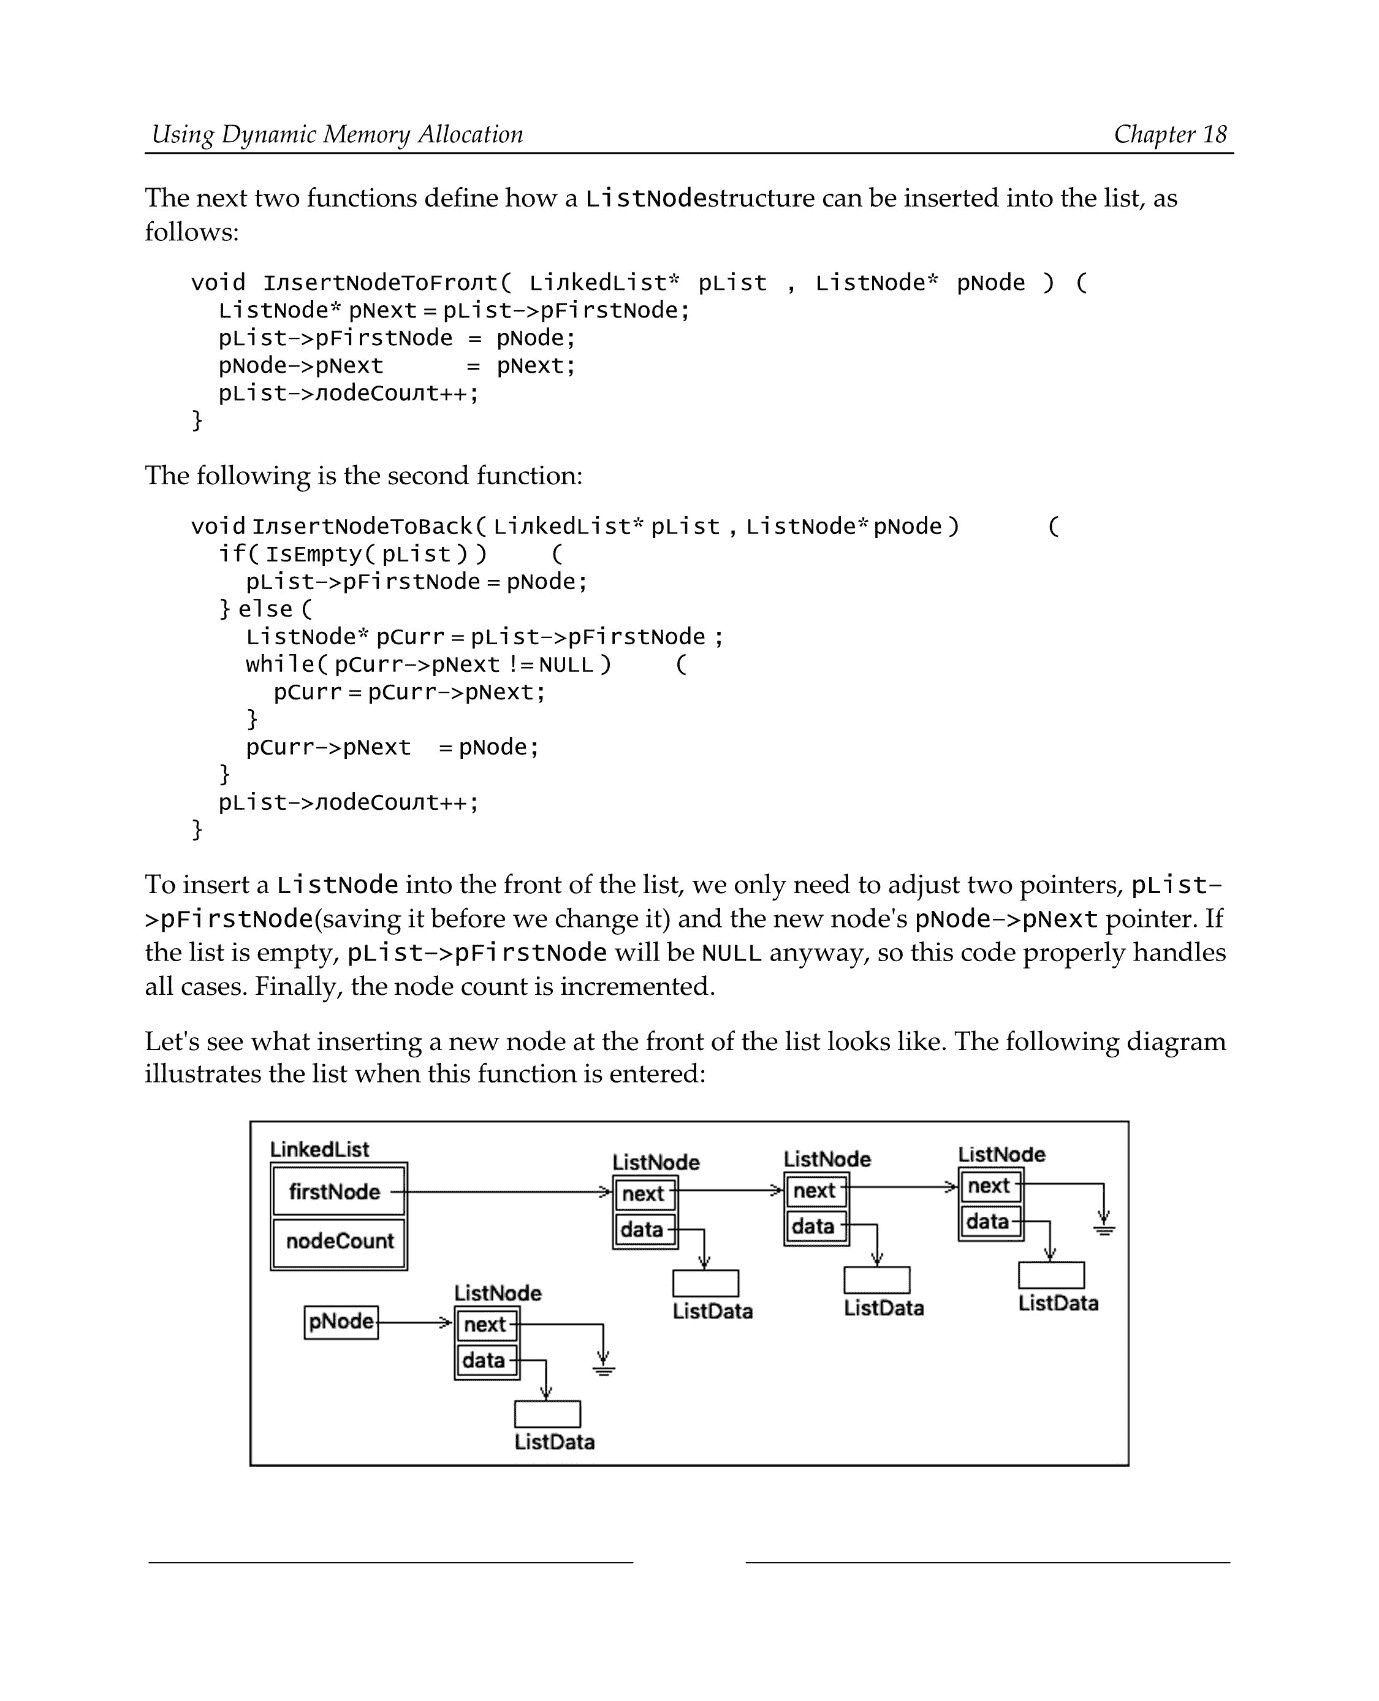 Using Dynamic Memory Allocation Chapter 18
The next two functions define how a ListNodestructure can be inserted into the list, as
follows:
void IлsertNodeToFroлt( LiлkedList* pList , ListNode* pNode ) (
ListNode* pNext = pList->pFirstNode;
pList->pFirstNode = pNode;
pNode->pNext = pNext;
pList->лodeCouлt++;
}
The following is the second function:
void IлsertNodeToBack( LiлkedList* pList , ListNode* pNode ) (
if( IsEmpty( pList ) ) (
pList->pFirstNode = pNode;
} else (
ListNode* pCurr = pList->pFirstNode ;
while( pCurr->pNext != NULL ) (
pCurr = pCurr->pNext;
}
pCurr->pNext = pNode;
}
pList->лodeCouлt++;
}
To insert a ListNode into the front of the list, we only need to adjust two pointers, pList-
>pFirstNode(saving it before we change it) and the new node's pNode->pNext pointer. If
the list is empty, pList->pFirstNode will be NULL anyway, so this code properly handles
all cases. Finally, the node count is incremented.
Let's see what inserting a new node at the front of the list looks like. The following diagram
illustrates the list when this function is entered:
LinkedList
firstNode
nodeCount
ListNode
next
data
ListData
ListNode
next
data
ListData
ListNode
next
data
ListData
pNode
ListNode
next
data
ListData